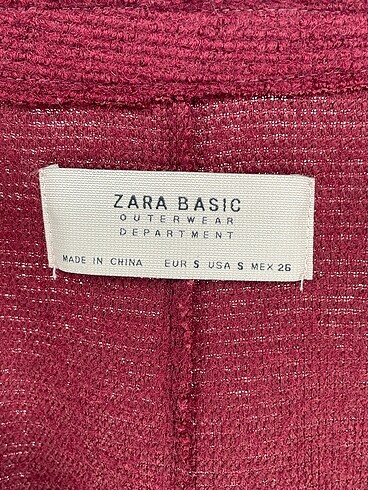 ZARA BASIC
OUTERWEAR
DEPARTMENT
MADE IN CHINA EUR S USA S MEX 26